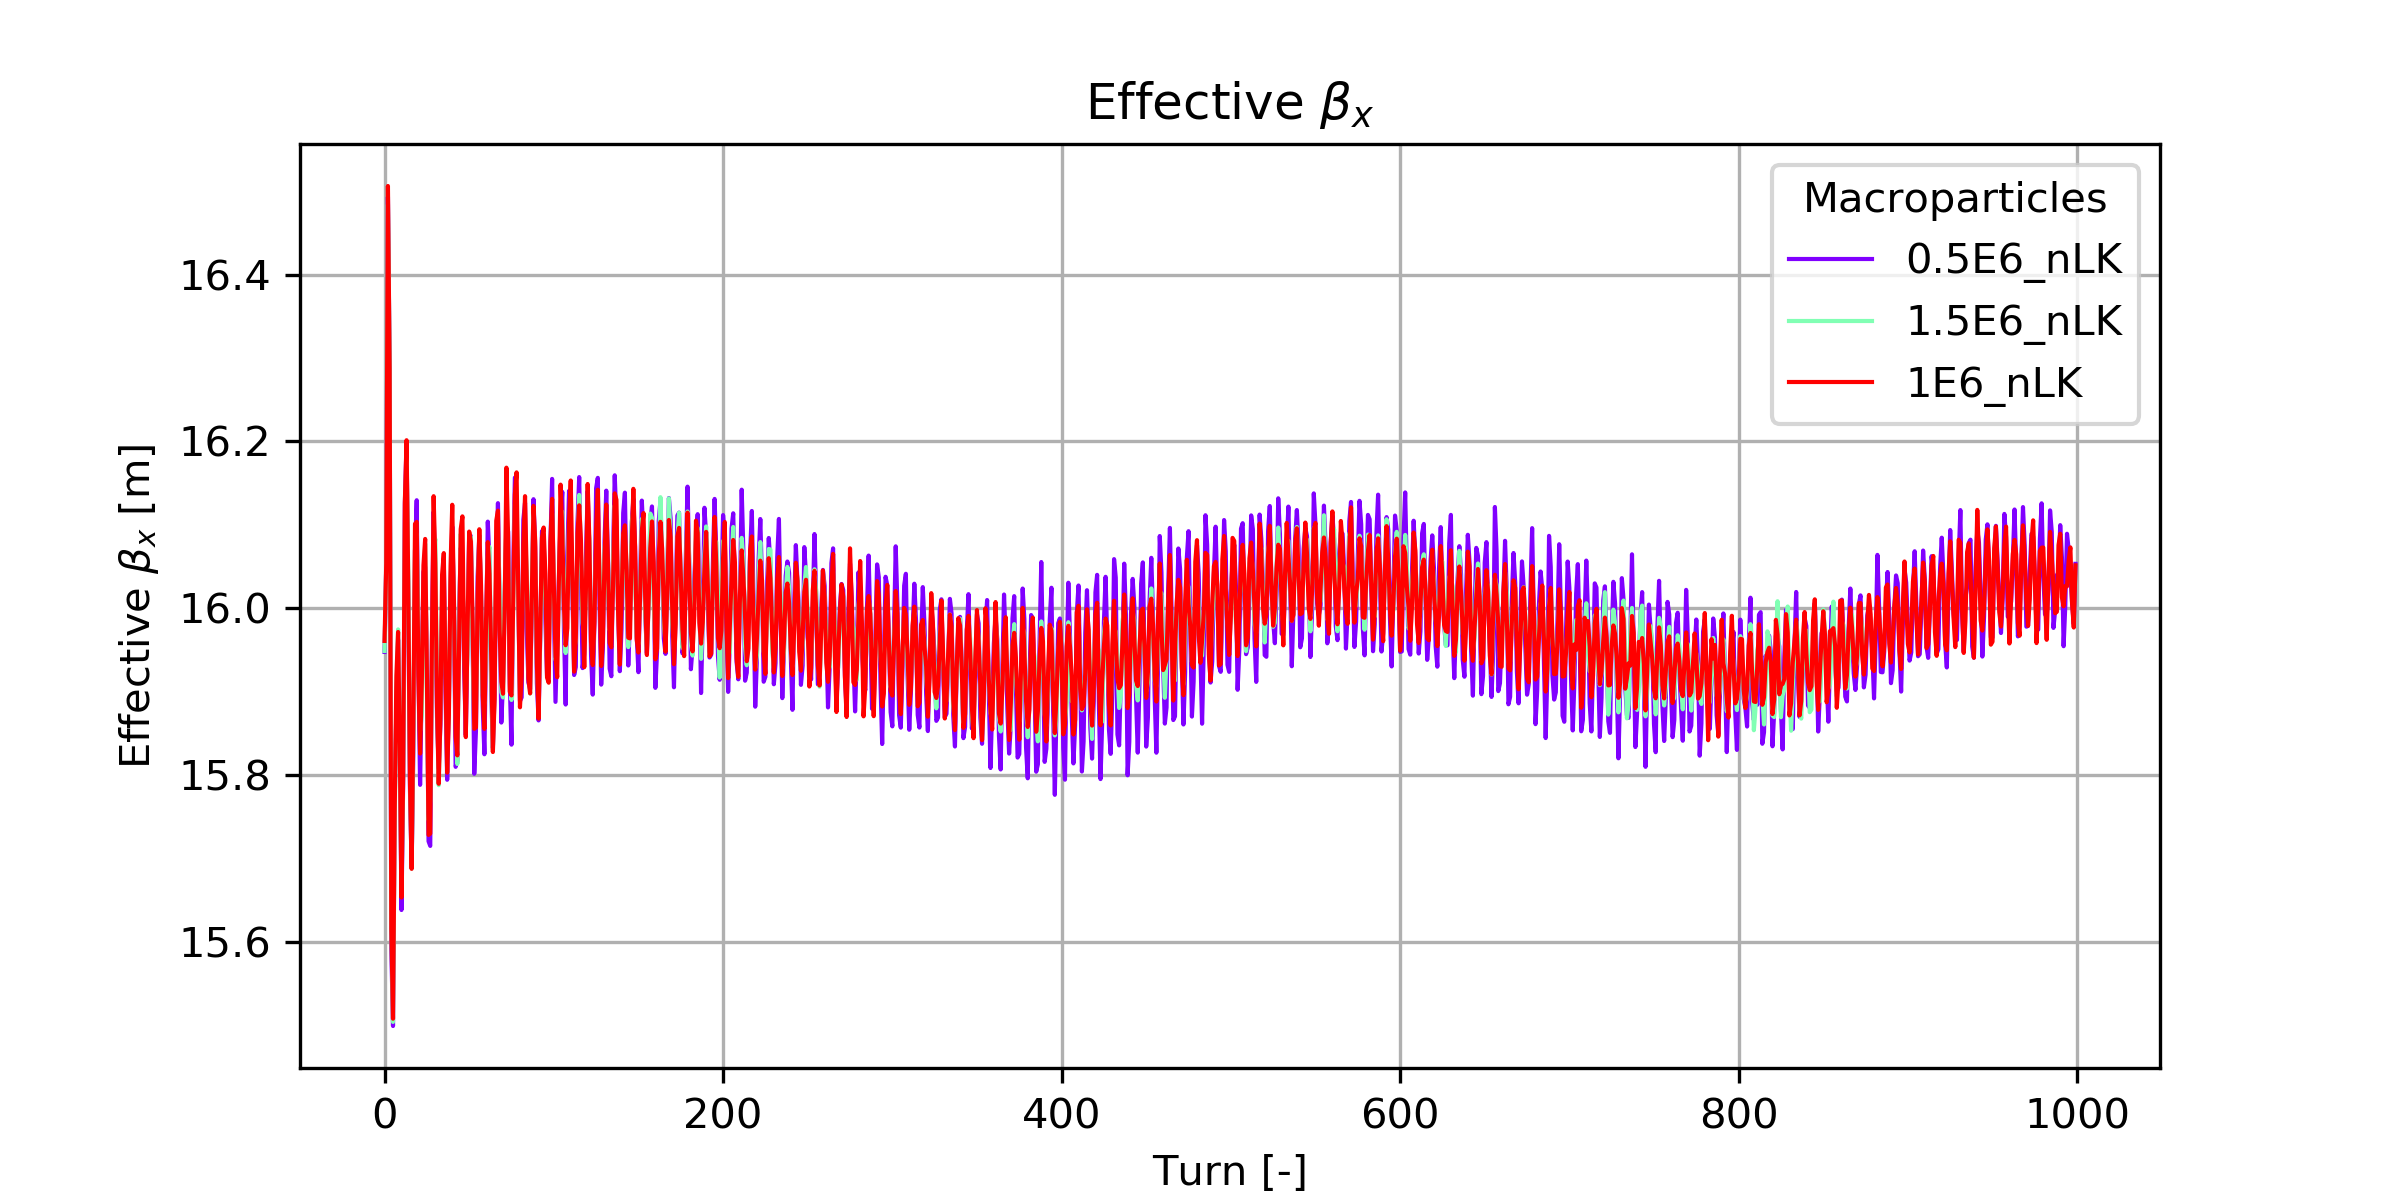 Effective βx
Effective βx [m]
16.4
16.2
16.0
15.8
15.6
Macroparticles
0.5E6_nLK
1.5E6_nLK
1E6_nLK
0 200 400 600 800 1000
Turn [-]